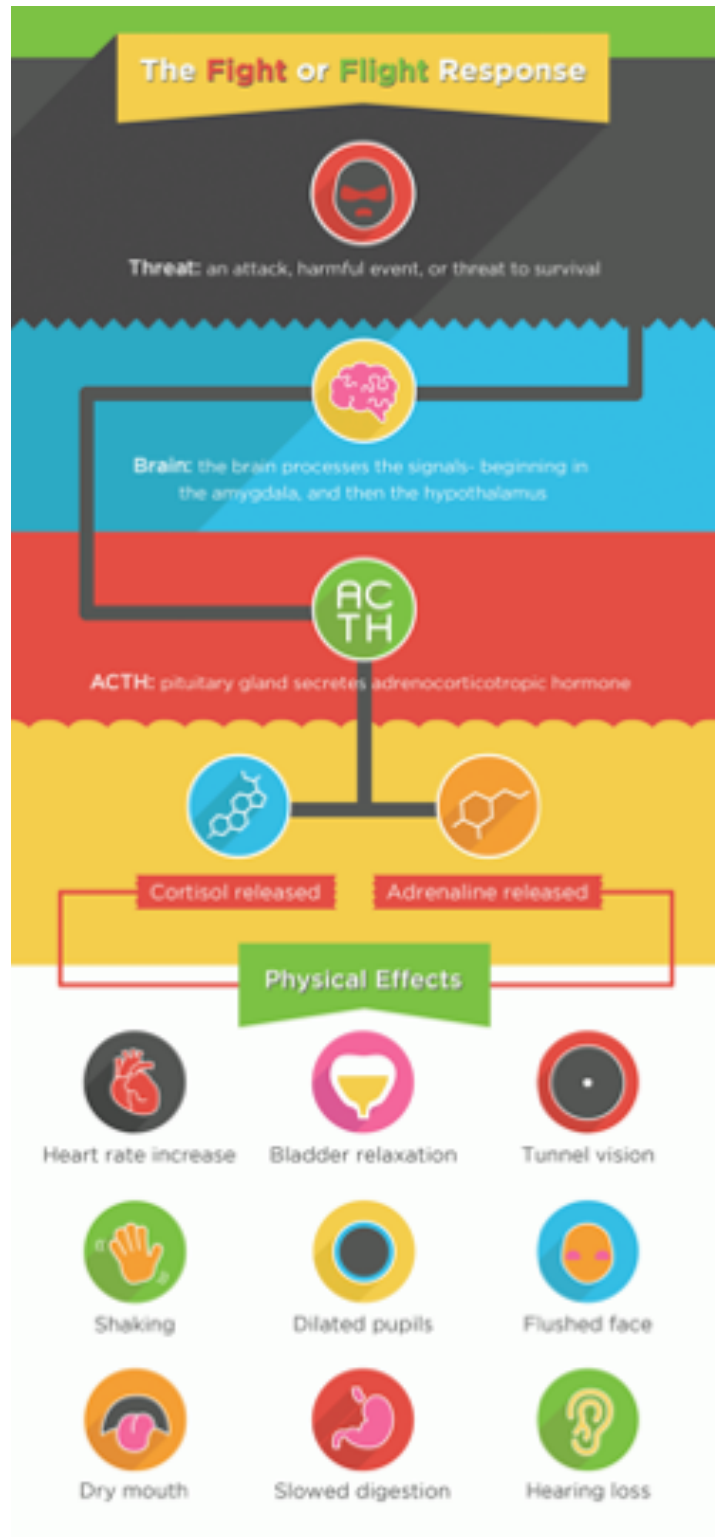 The Fight or Flight Response
Threat: an attack, harmful event, or threat to survival
Brain: the brain processes the signals- beginning in
the amygdala, and then the hypothalamus
AC
TH
ACTH: pituitary gland secretes adrenocorticotropic hormone
Cortisol released
Adrenaline released
Physical Effects
Heart rate increase
Bladder relaxation
Tunnel vision
Shaking
Dilated pupils
Flushed face
Dry mouth
Slowed digestion
Hearing loss